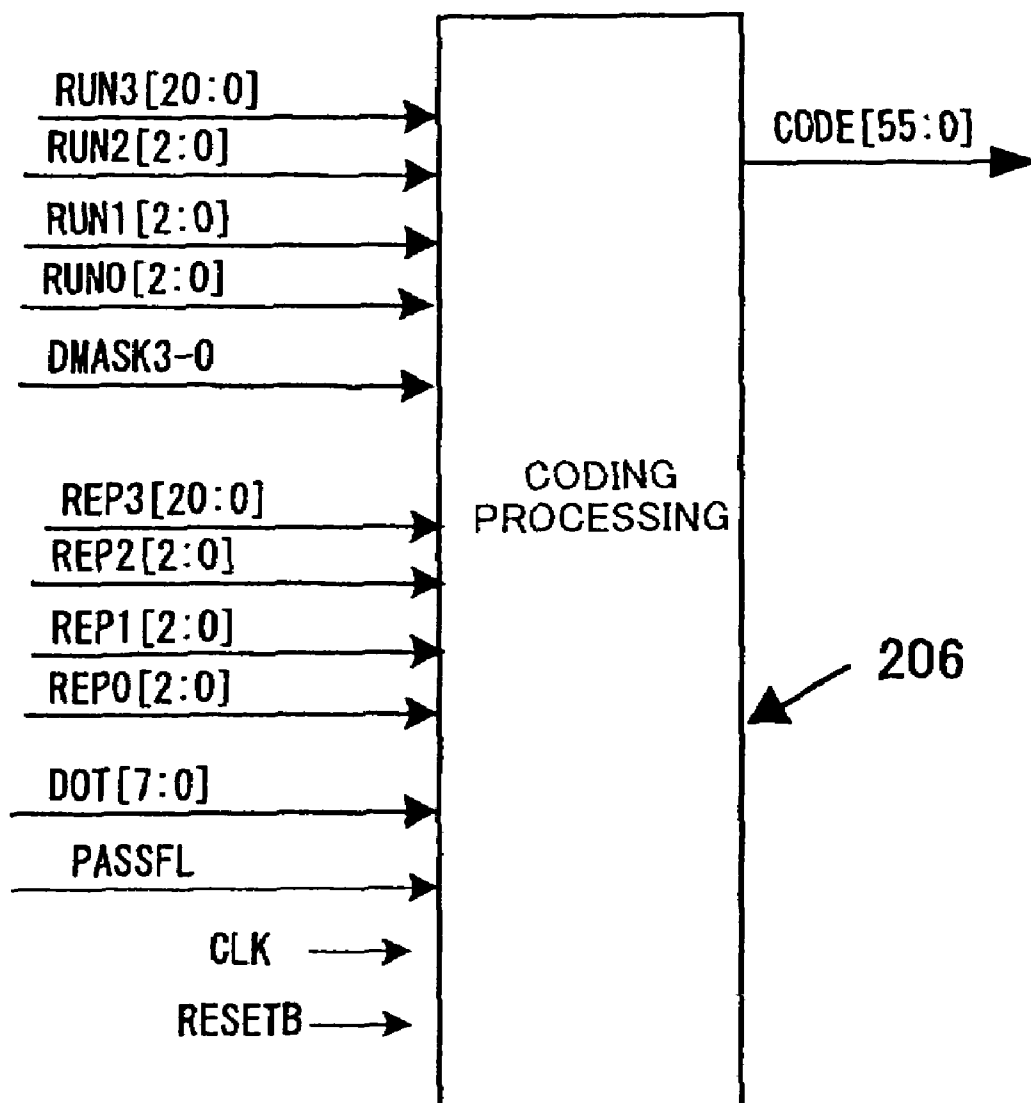 RUN3[20:0]
RUN2[2:0]
RUN1[2:0]
RUN0[2:0]
DMASK3-0
REP3[20:0]
REP2[2:0]
REP1[2:0]
REP0[2:0]
DOT[7:0]
PASSFL
CLK
RESETB
CODING
PROCESSING
CODE[55:0]
206